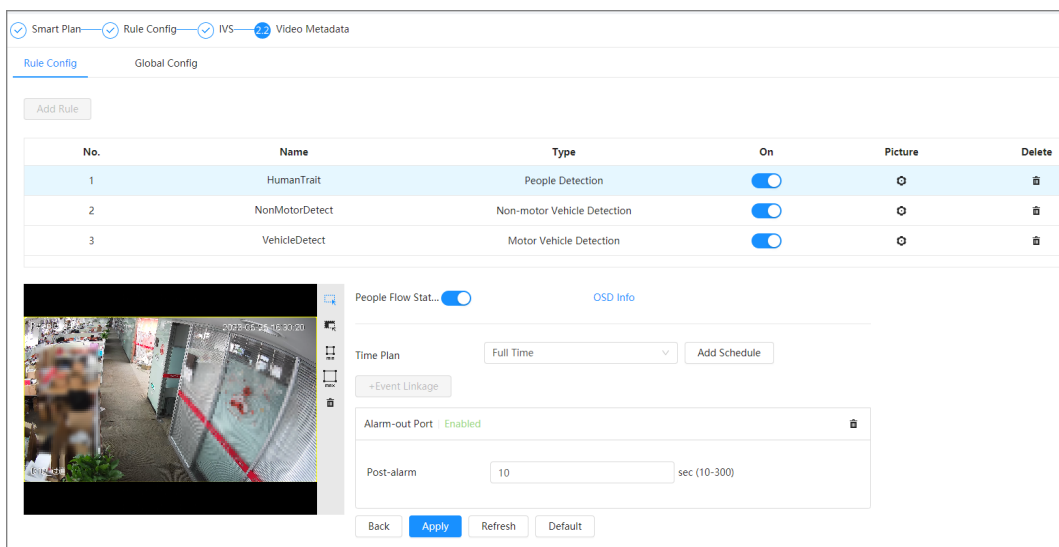 Smart Plan Rule Config IVS 2.2 Video Metadata
Rule Config Global Config
Add Rule
No. Name Type On Picture Delete
1 HumanTrait People Detection
2 NonMotorDetect Non-motor Vehicle Detection
3 VehicleDetect Motor Vehicle Detection
People Flow Stat... OSD Info
min
max
Time Plan Full Time Add Schedule
+Event Linkage
Alarm-out Port Enabled
Post-alarm 10 sec (10-300)
Back Apply Refresh Default